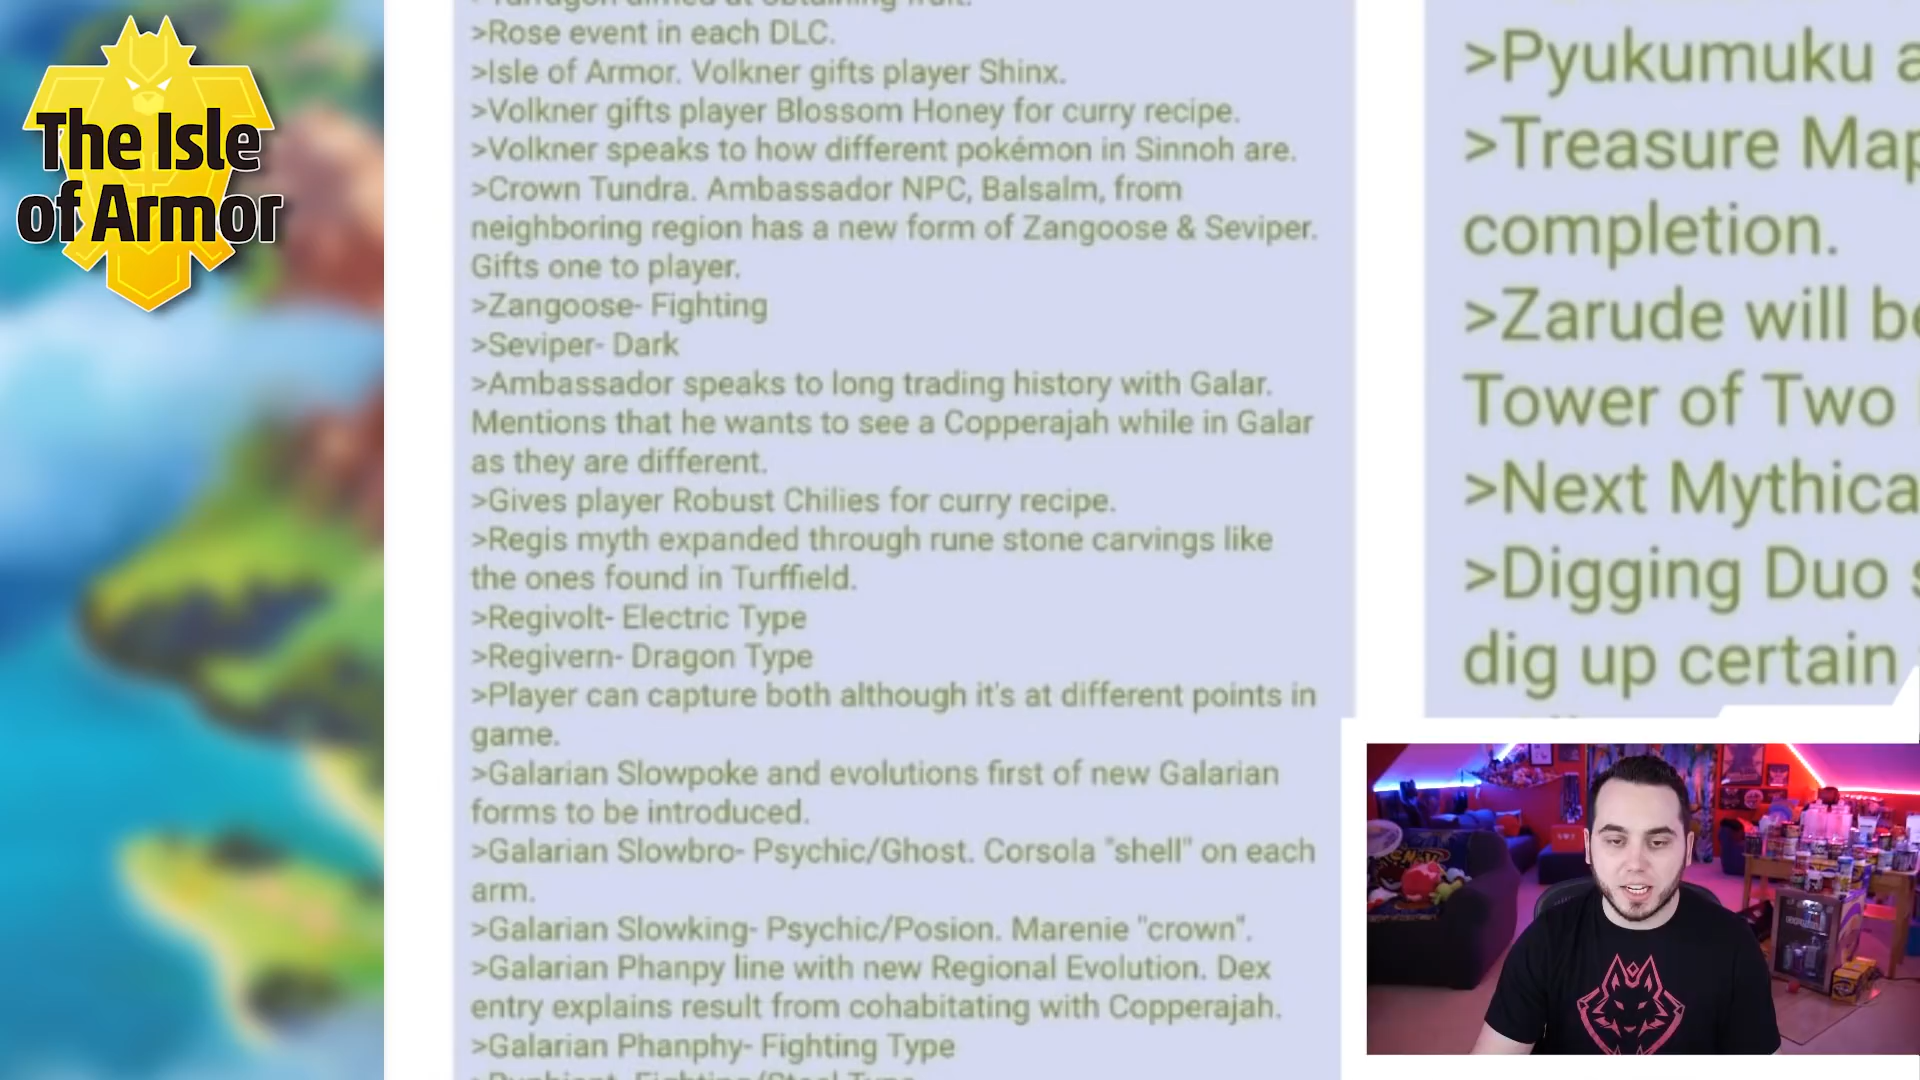 The Isle
of Armor
>Rose event in each DLC.
>Isle of Armor. Volkner gifts player Shinx.
>Volkner gifts player Blossom Honey for curry recipe.
>Volkner speaks to how different pokémon in Sinnoh are.
>Crown Tundra. Ambassador NPC, Balsalm, from
neighboring region has a new form of Zangoose & Seviper.
Gifts one to player.
>Zangoose- Fighting
>Seviper- Dark
>Ambassador speaks to long trading history with Galar.
Mentions that he wants to see a Copperajah while in Galar
as they are different.
>Gives player Robust Chilies for curry recipe.
>Regis myth expanded through rune stone carvings like
the ones found in Turffield.
>Regivolt- Electric Type
>Regivern- Dragon Type
>Player can capture both although it's at different points in
game.
>Galarian Slowpoke and evolutions first of new Galarian
forms to be introduced.
>Galarian Slowbro- Psychic/Ghost. Corsola "shell" on each
arm.
>Galarian Slowking- Psychic/Posion. Marenie "crown".
>Galarian Phanpy line with new Regional Evolution. Dex
entry explains result from cohabitating with Copperajah.
>Galarian Phanphy- Fighting Type
>Pyukumuku a
>Treasure Map
completion.
>Zarude will be
Tower of Two
>Next Mythica
>Digging Duo s
dig up certain